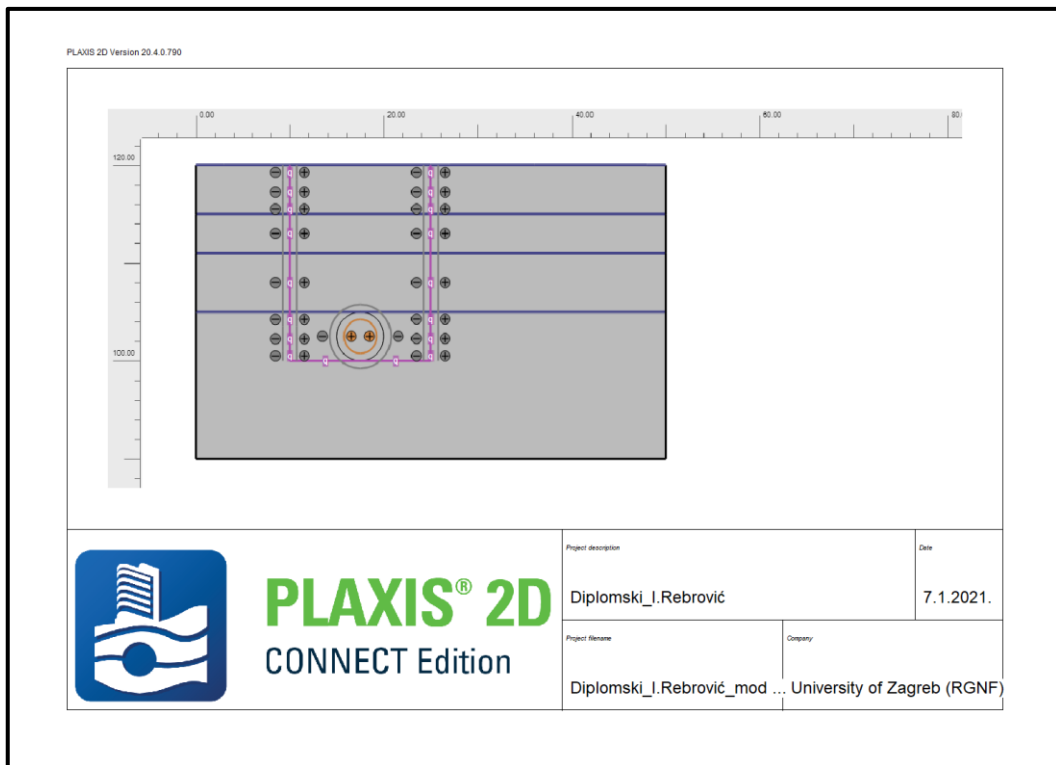 PLAXIS 2D Version 20.4.0.790
0.00 20.00 40.00 60.00 80.
120.00
q q
q q
q q
q q
q q
q q
q q
q q
q q
100.00
PLAXIS® 2D
CONNECT Edition
Project description
Diplomski_I.Rebrović
Date
7.1.2021.
Project filename
Diplomski_I.Rebrović_mod ...
Company
University of Zagreb (RGNF)